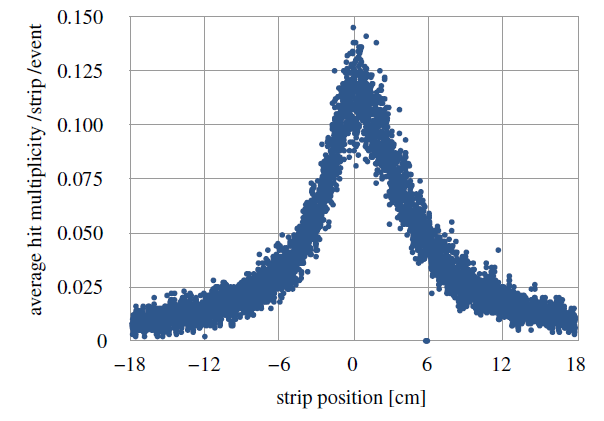 average hit multiplicity /strip /event
0.150
0.125
0.100
0.075
0.050
0.025
0
−18 −12 −6 0 6 12 18
strip position [cm]